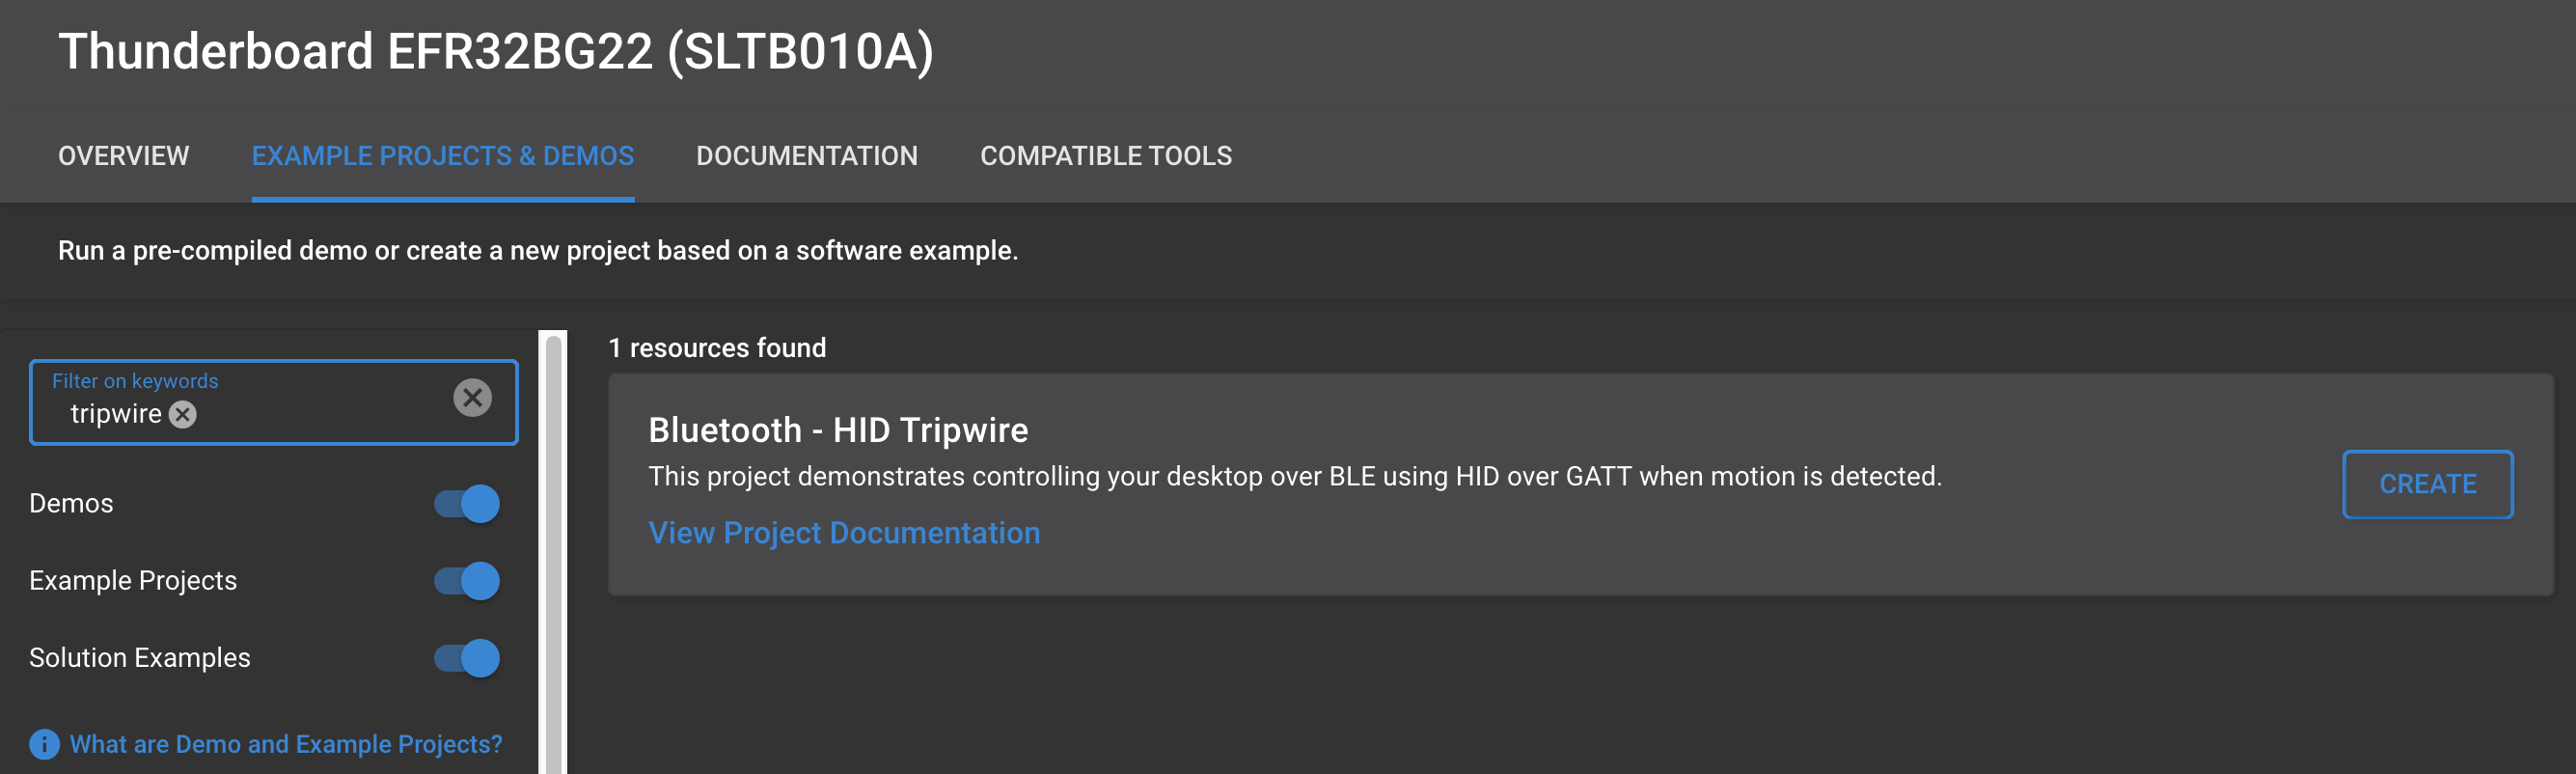 Thunderboard EFR32BG22 (SLTB010A)
OVERVIEW EXAMPLE PROJECTS & DEMOS DOCUMENTATION COMPATIBLE TOOLS
Run a pre-compiled demo or create a new project based on a software example.
Filter on keywords
tripwire
Demos
Example Projects
Solution Examples
What are Demo and Example Projects?
1 resources found
Bluetooth - HID Tripwire
This project demonstrates controlling your desktop over BLE using HID over GATT when motion is detected.
View Project Documentation
CREATE